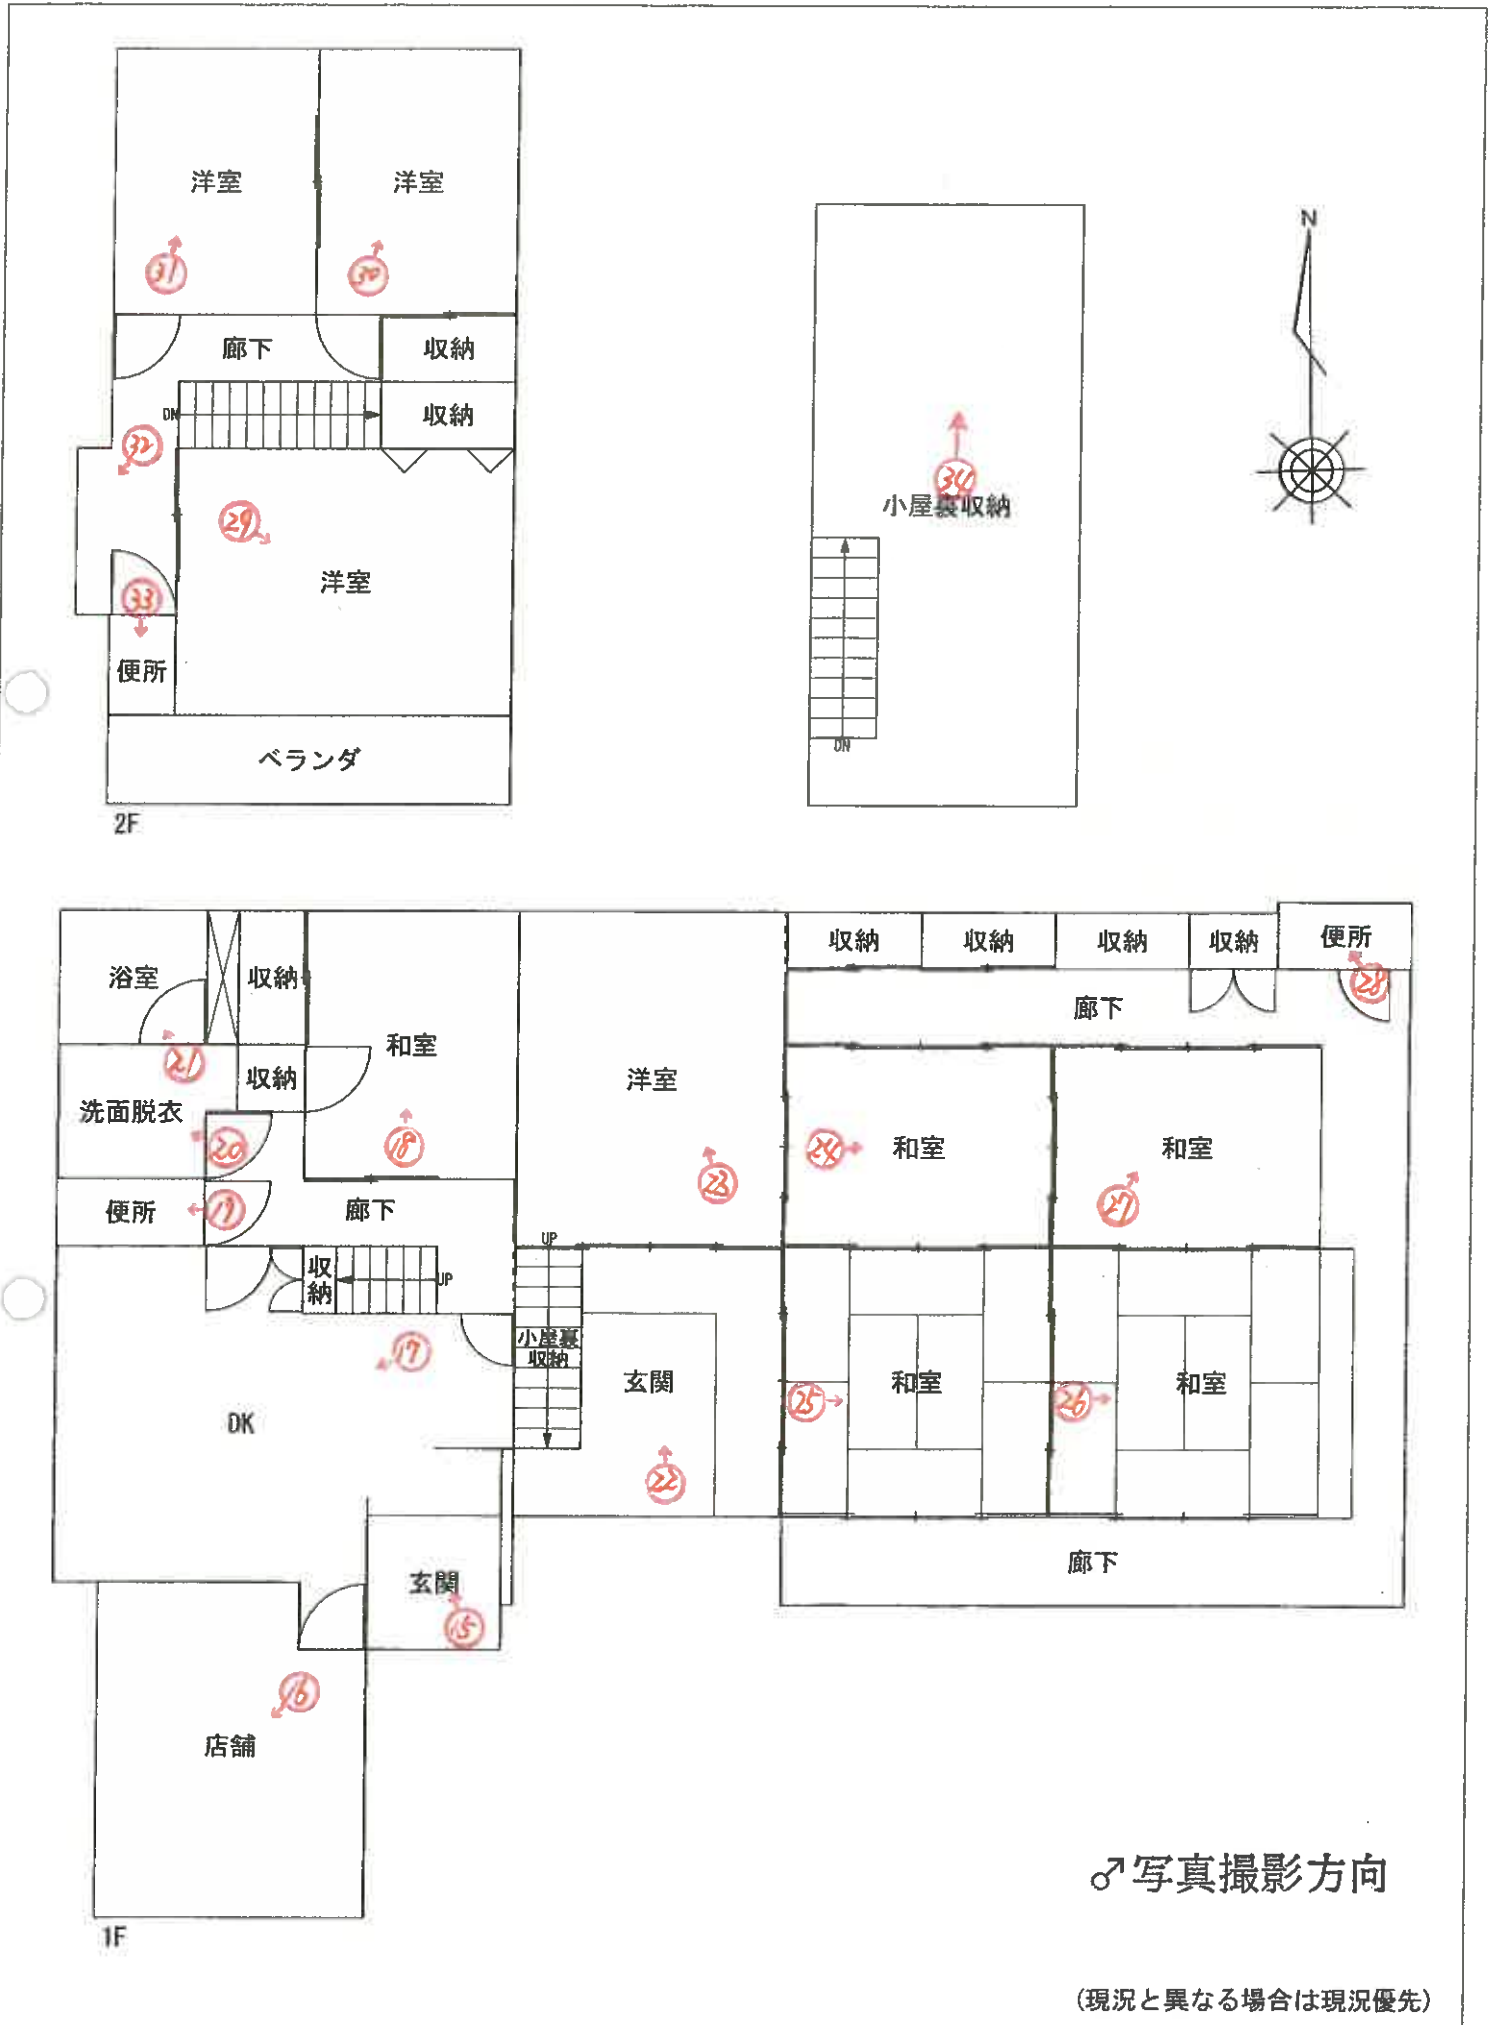 洋室
洋室
31
30
廊下
収納
DN
収納
32
29
洋室
33
便所
ベランダ
2F
34
小屋裏収納
DN
N
浴室
収納
和室
収納
収納
収納
収納
便所
28
廊下
21
収納
洗面脱衣
20
18
洋室
23
24
和室
和室
27
便所
19
廊下
収納
UP
UP
小屋裏
収納
17
DK
玄関
22
25
和室
26
和室
玄関
15
廊下
16
店舗
1F
♂写真撮影方向
(現況と異なる場合は現況優先)